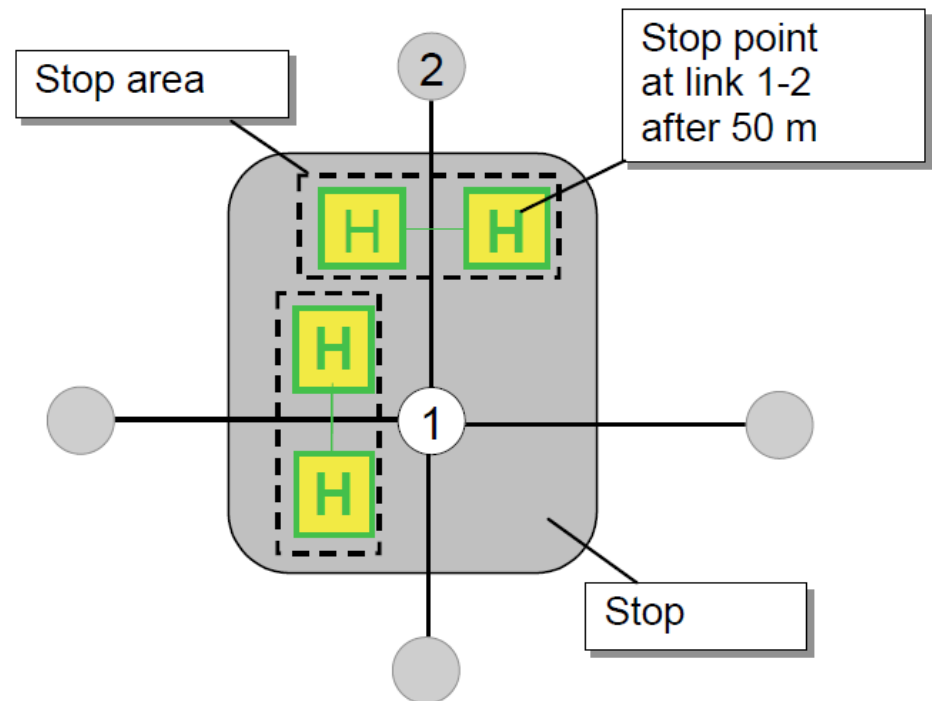 2
Stop area
Stop point
at link 1-2
after 50 m
H H
H
1
H
Stop